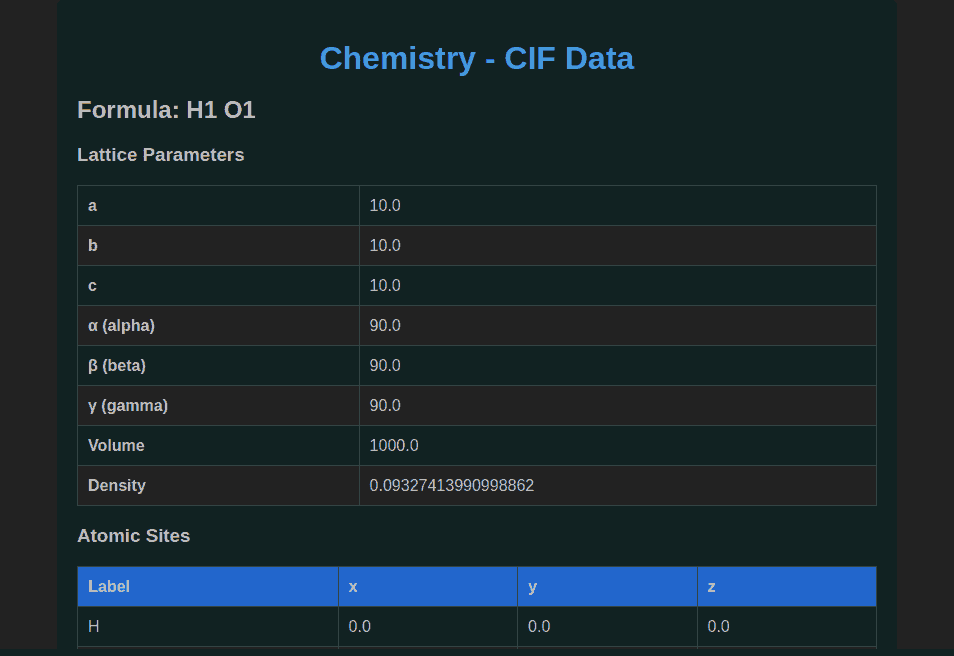 Chemistry - CIF Data
Formula: H1 O1
Lattice Parameters
a 10.0
b 10.0
c 10.0
α (alpha) 90.0
β (beta) 90.0
γ (gamma) 90.0
Volume 1000.0
Density 0.09327413990998862
Atomic Sites
Label x y z
H 0.0 0.0 0.0